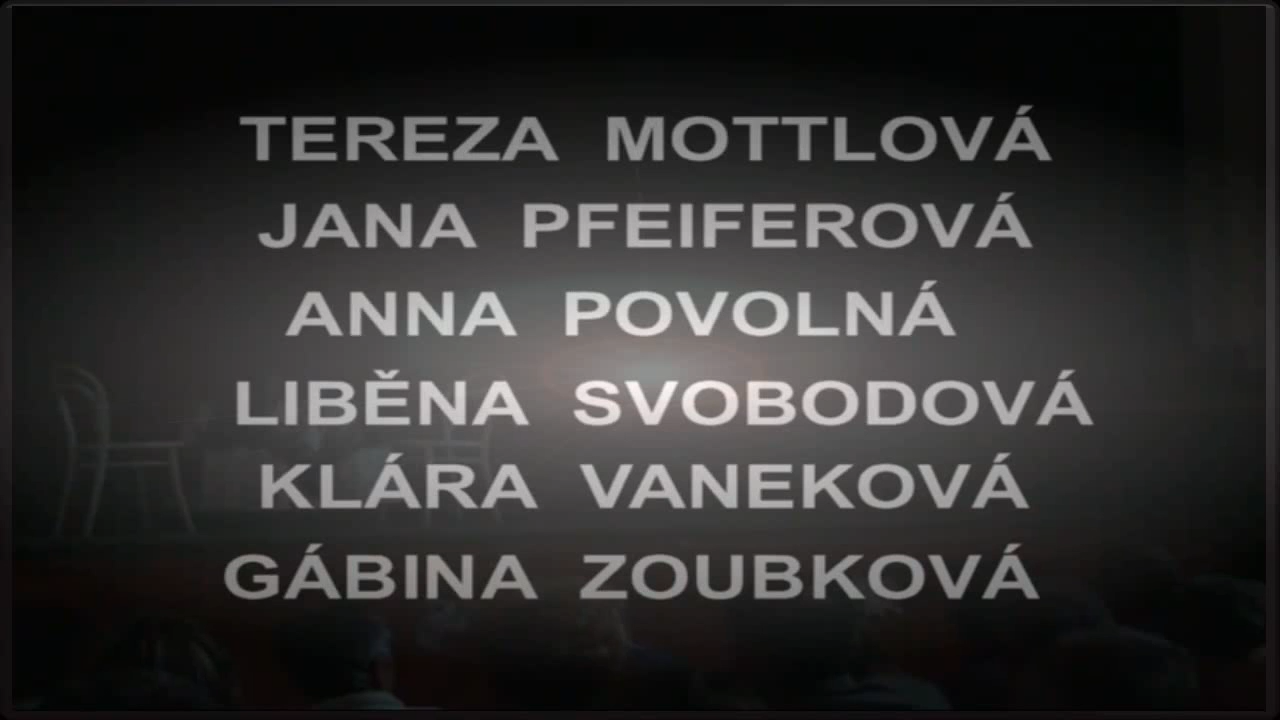 TEREZA MOTTLOVÁ
JANA PFEIFEROVÁ
ANNA POVOLNÁ
LIBĚNA SVOBODOVÁ
KLÁRA VANEKOVÁ
GÁBINA ZOUBKOVÁ